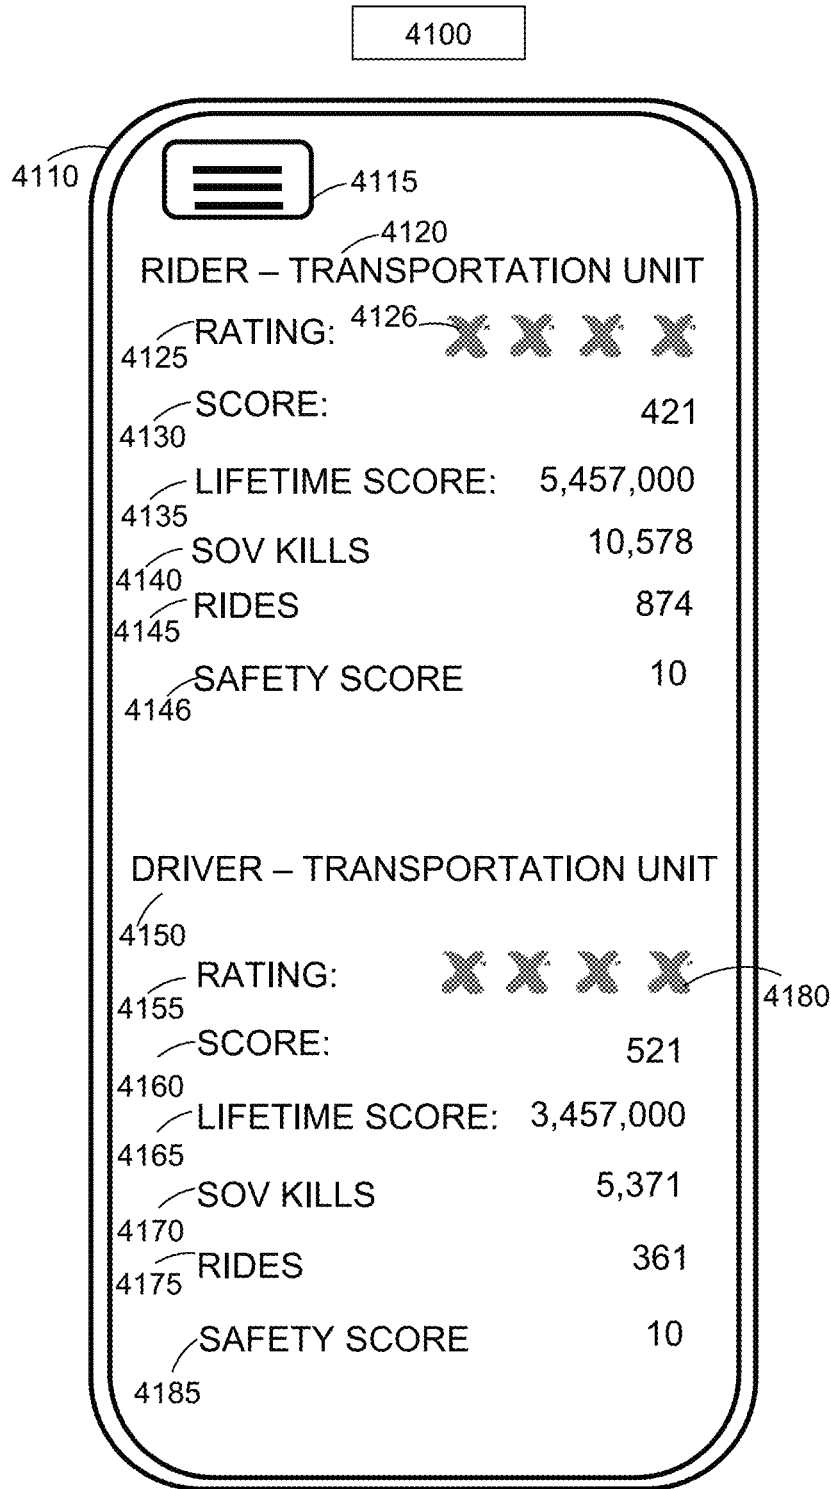 4100
4110
4115
4120
RIDER – TRANSPORTATION UNIT
4125 RATING: 4126
4130 SCORE: 421
4135 LIFETIME SCORE: 5,457,000
4140 SOV KILLS 10,578
4145 RIDES 874
4146 SAFETY SCORE 10
DRIVER – TRANSPORTATION UNIT
4150
4155 RATING: 4180
4160 SCORE: 521
4165 LIFETIME SCORE: 3,457,000
4170 SOV KILLS 5,371
4175 RIDES 361
SAFETY SCORE 10
4185